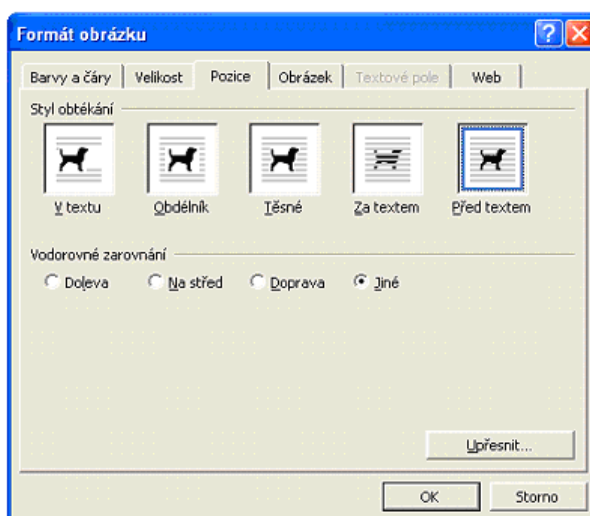 Formát obrázku
Barvy a čáry Velikost Pozice Obrázek Textové pole Web
Styl obtékání
V textu Obdélník Těsné Za textem Před textem
Vodorovné zarovnání
Doleva Na střed Doprava Jiné
Upřesnit...
OK Storno